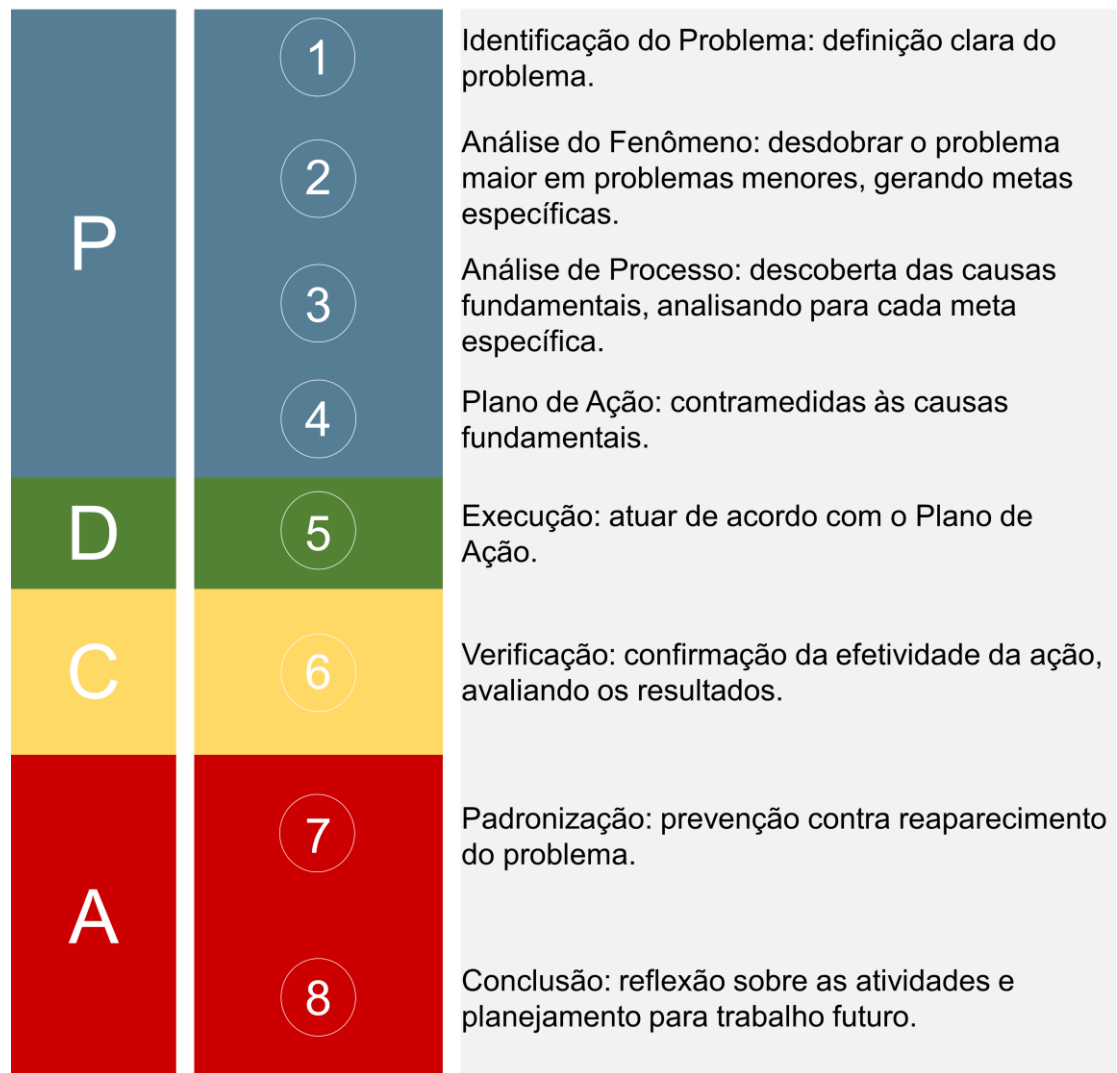 P
1
Identificação do Problema: definição clara do
problema.
2
Análise do Fenômeno: desdobrar o problema
maior em problemas menores, gerando metas
específicas.
3
Análise de Processo: descoberta das causas
fundamentais, analisando para cada meta
específica.
4
Plano de Ação: contramedidas às causas
fundamentais.
D
5
Execução: atuar de acordo com o Plano de
Ação.
C
6
Verificação: confirmação da efetividade da ação,
avaliando os resultados.
A
7
Padronização: prevenção contra reaparecimento
do problema.
8
Conclusão: reflexão sobre as atividades e
planejamento para trabalho futuro.